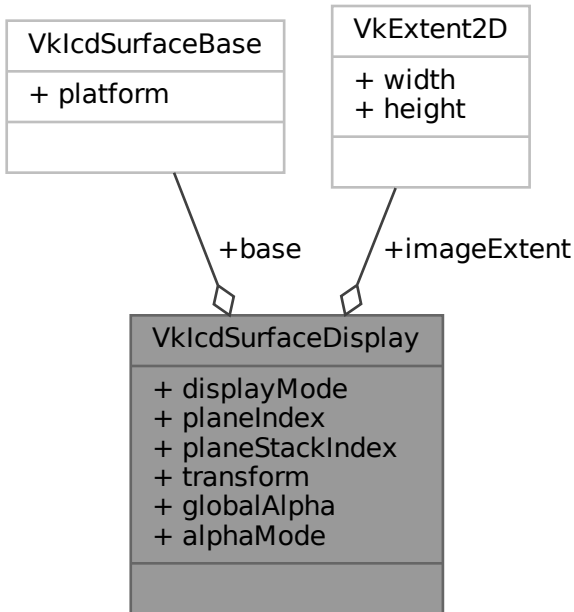 VkIcdSurfaceBase
+ platform
VkExtent2D
+ width
+ height
+base
+imageExtent
VkIcdSurfaceDisplay
+ displayMode
+ planeIndex
+ planeStackIndex
+ transform
+ globalAlpha
+ alphaMode